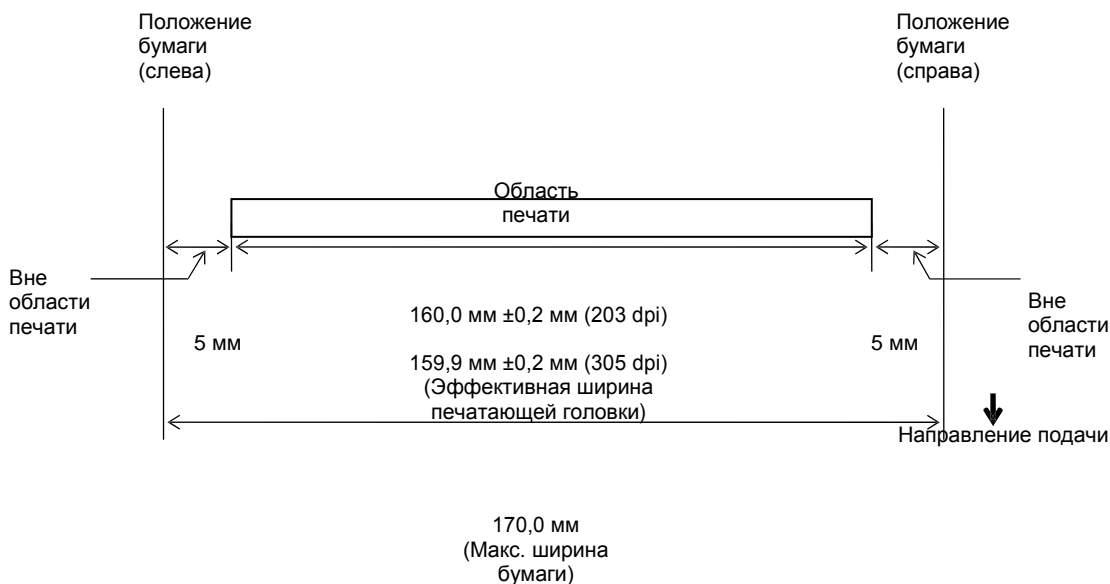 Положение
бумаги
(слева)
Положение
бумаги
(справа)
Область
печати
Вне
области
печати
160,0 мм ±0,2 мм (203 dpi)
Вне
области
печати
5 мм
5 мм
159,9 мм ±0,2 мм (305 dpi)
(Эффективная ширина
печатающей головки)
Направление подачи
170,0 мм
(Макс. ширина
бумаги)